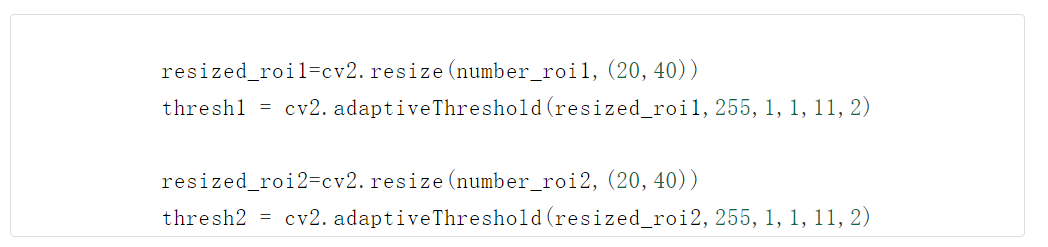 resized_roi1=cv2.resize(number_roi1,(20,40))
thresh1 = cv2.adaptiveThreshold(resized_roi1,255,1,1,11,2)
resized_roi2=cv2.resize(number_roi2,(20,40))
thresh2 = cv2.adaptiveThreshold(resized_roi2,255,1,1,11,2)